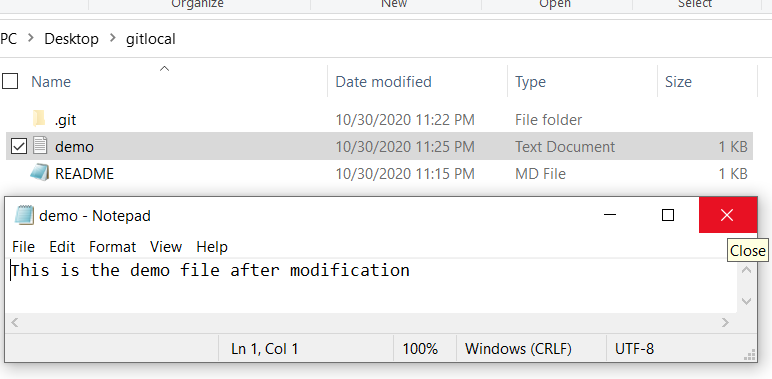 Organize New Open Select
PC Desktop gitlocal
Name Date modified Type Size
.git 10/30/2020 11:22 PM File folder
demo 10/30/2020 11:25 PM Text Document 1 KB
README 10/30/2020 11:15 PM MD File 1 KB
demo - Notepad
File Edit Format View Help
Close
This is the demo file after modification
Ln 1, Col 1 100% Windows (CRLF) UTF-8